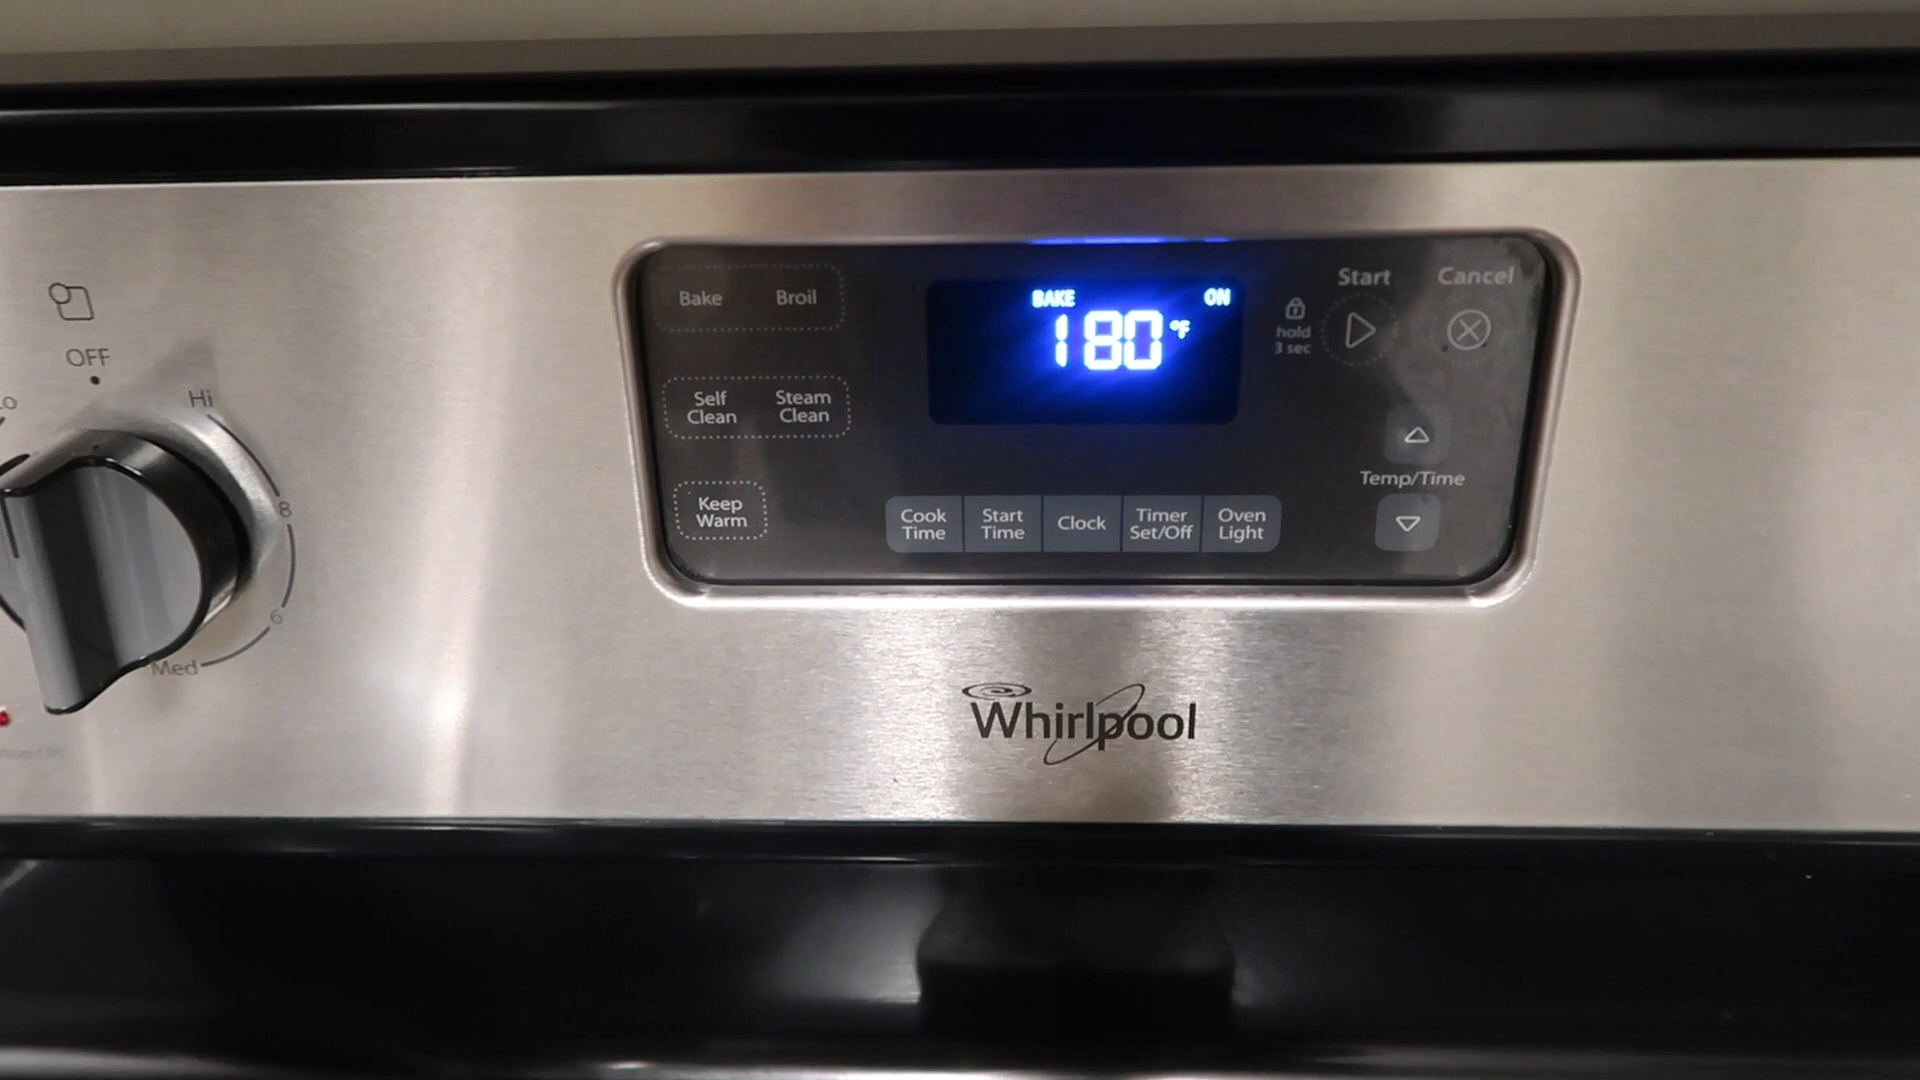 OFF
Hi
8
6
Med
Bake Broil
Self Clean
Steam Clean
Keep Warm
BAKE ON
180°F
hold 3 sec
Start
Cancel
Temp/Time
Cook Time
Start Time
Clock
Timer Set/Off
Oven Light
Whirlpool